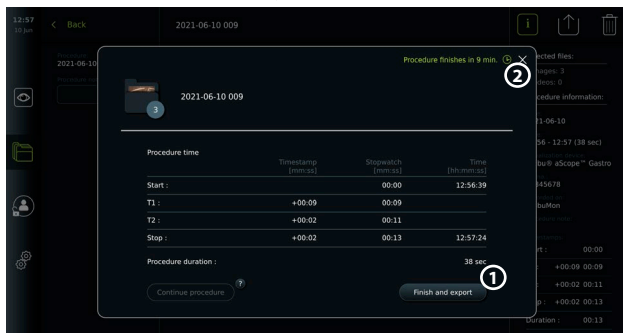 12:57
10 Jun
Back
2021-06-10 009
i
Procedure finishes in 9 min.
2
ected files:
ages: 3
deos: 0
cedure information:
2021-06-10
3
2021-06-10 009
56 - 12:57 (38 sec)
bu® aScope™ Gastro
345678
buMon
Procedure time
Timestamp
[mm:ss]
Stopwatch
[mm:ss]
Time
[hh:mm:ss]
Start : 00:00 12:56:39
T1 : +00:09 00:09
T2 : +00:02 00:11
Stop : +00:02 00:13 12:57:24
Procedure duration : 38 sec
rt : 00:00
+00:09 00:09
+00:02 00:11
p : +00:02 00:13
Duration : 00:13
Continue procedure
?
Finish and export
1